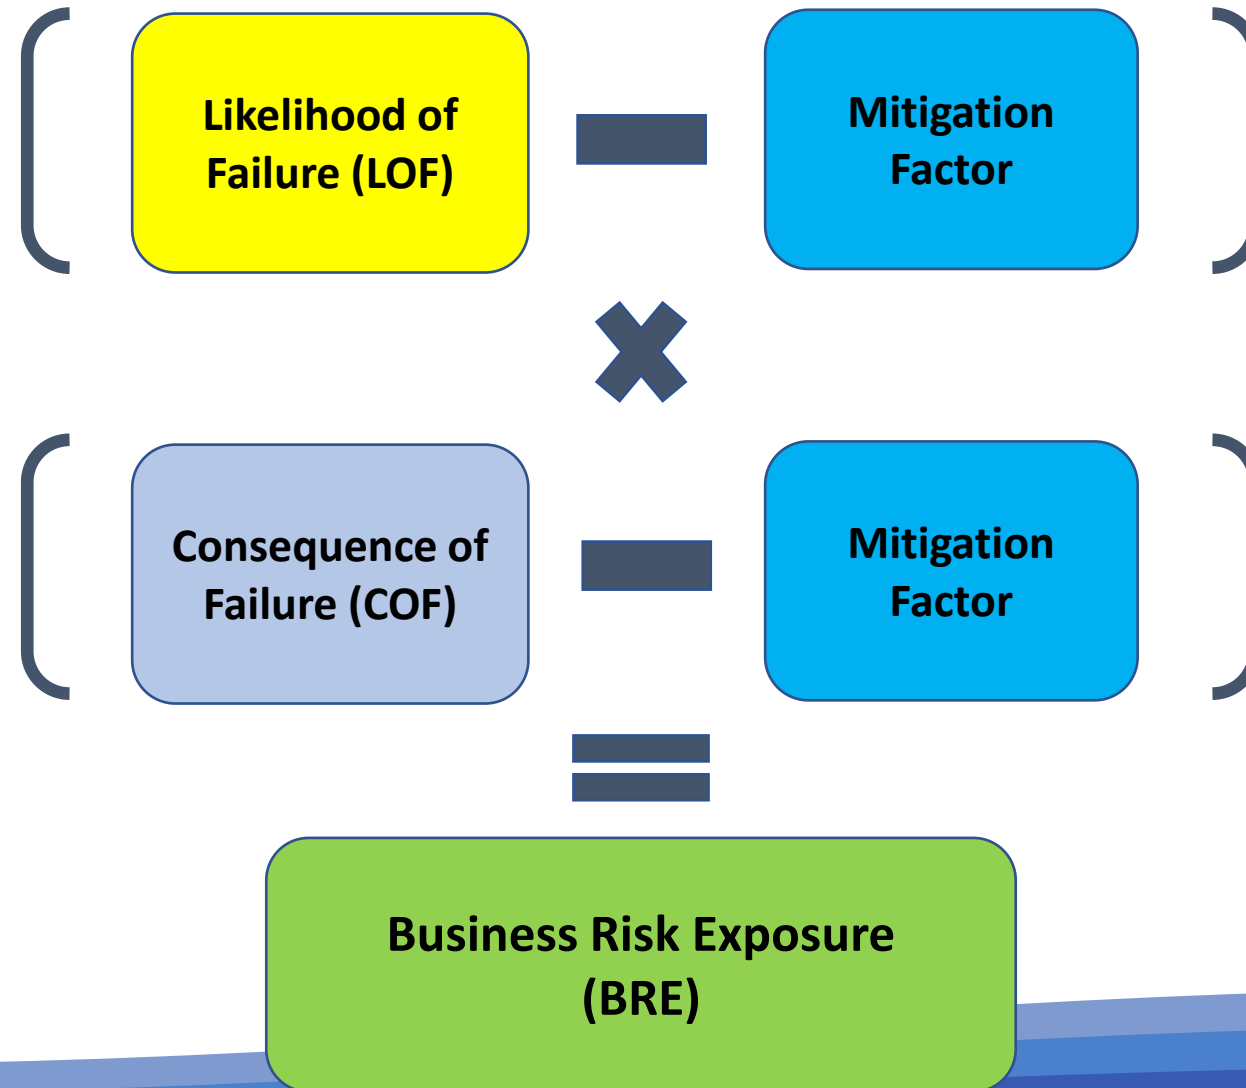 Likelihood of
Failure (LOF)
Mitigation
Factor
Consequence of
Failure (COF)
Mitigation
Factor
Business Risk Exposure
(BRE)